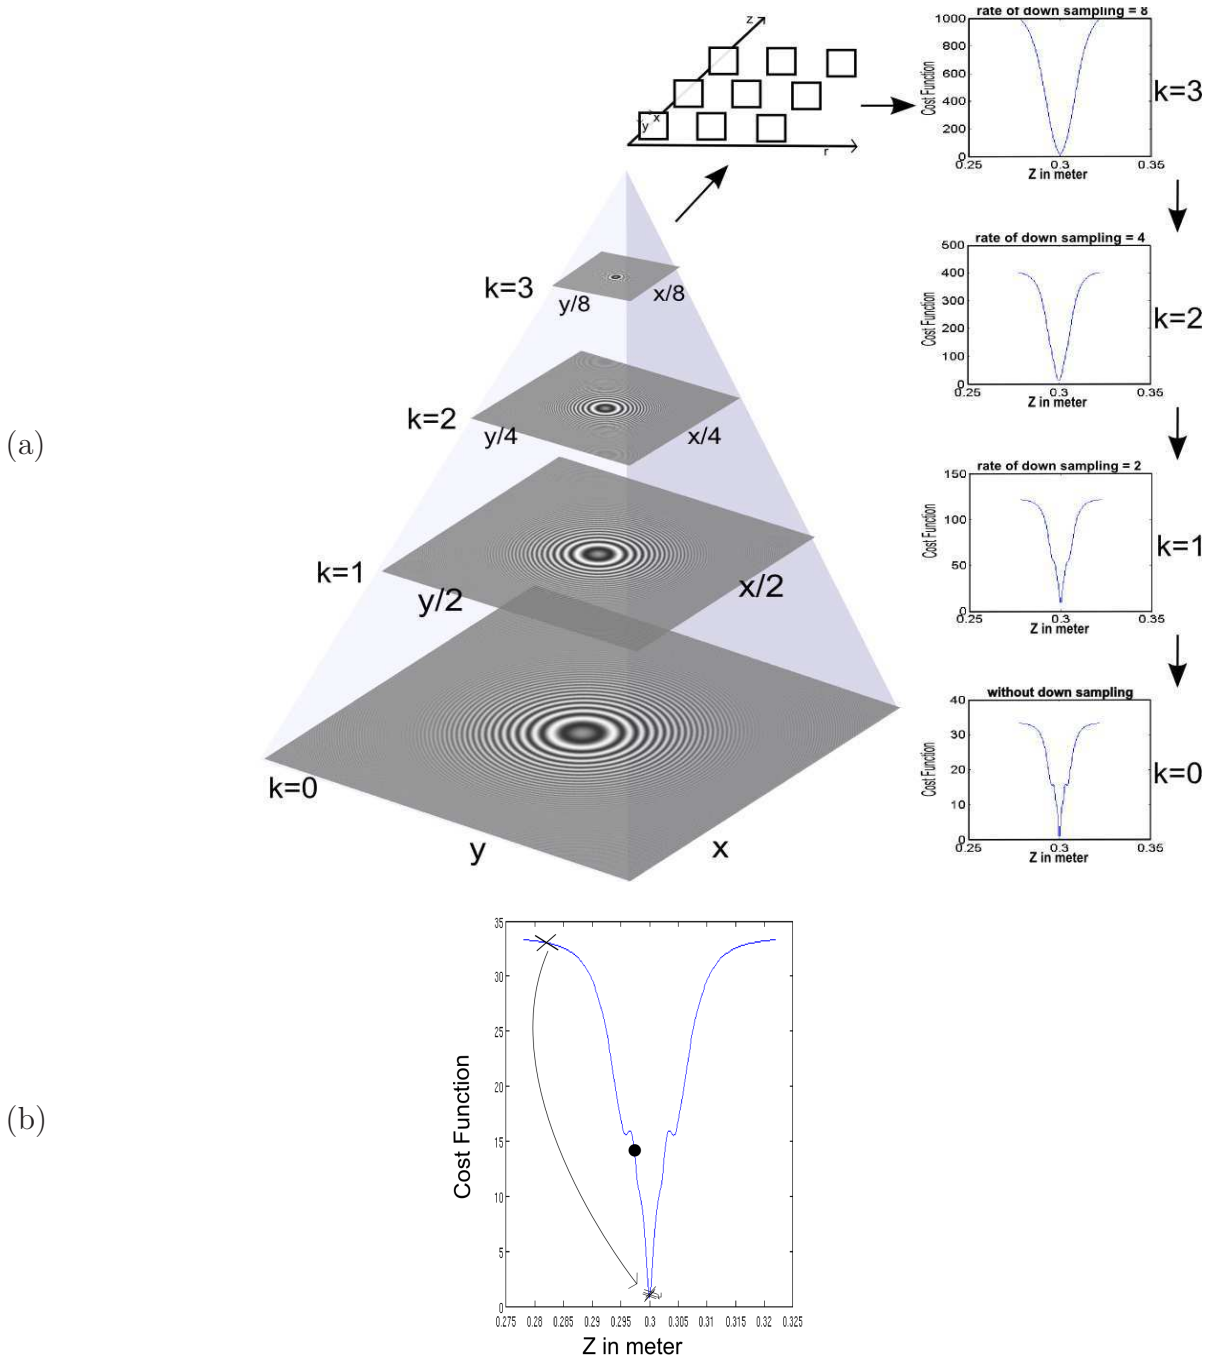 (a)
z
x
y
r
k=3
y/8
x/8
k=2
y/4
x/4
k=1
y/2
x/2
k=0
y
x
rate of down sampling = 8
1000
800
600
400
200
0
Cost Function
0.25
0.3
0.35
Z in meter
k=3
rate of down sampling = 4
500
400
300
200
100
0
Cost Function
0.25
0.3
0.35
Z in meter
k=2
rate of down sampling = 2
150
100
50
0
Cost Function
0.25
0.3
0.35
Z in meter
k=1
without down sampling
40
30
20
10
0
Cost Function
0.25
0.3
0.35
Z in meter
k=0
(b)
35
30
25
20
15
10
5
0
Cost Function
0.275 0.28 0.285 0.29 0.295 0.3 0.305 0.31 0.315 0.32 0.325
Z in meter